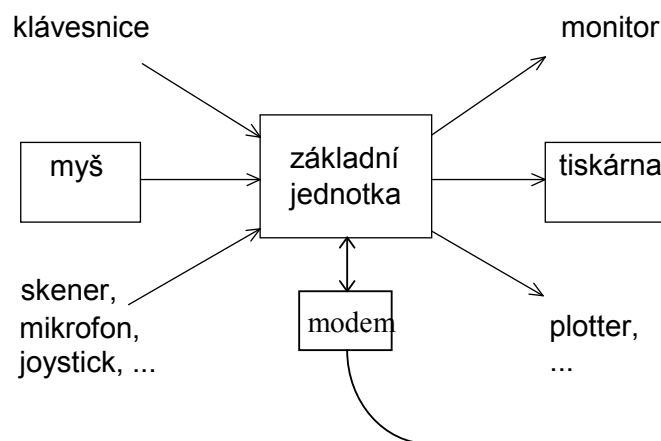 klávesnice
monitor
myš
základní
jednotka
tiskárna
skener,
mikrofon,
joystick, ...
modem
plotter,
...